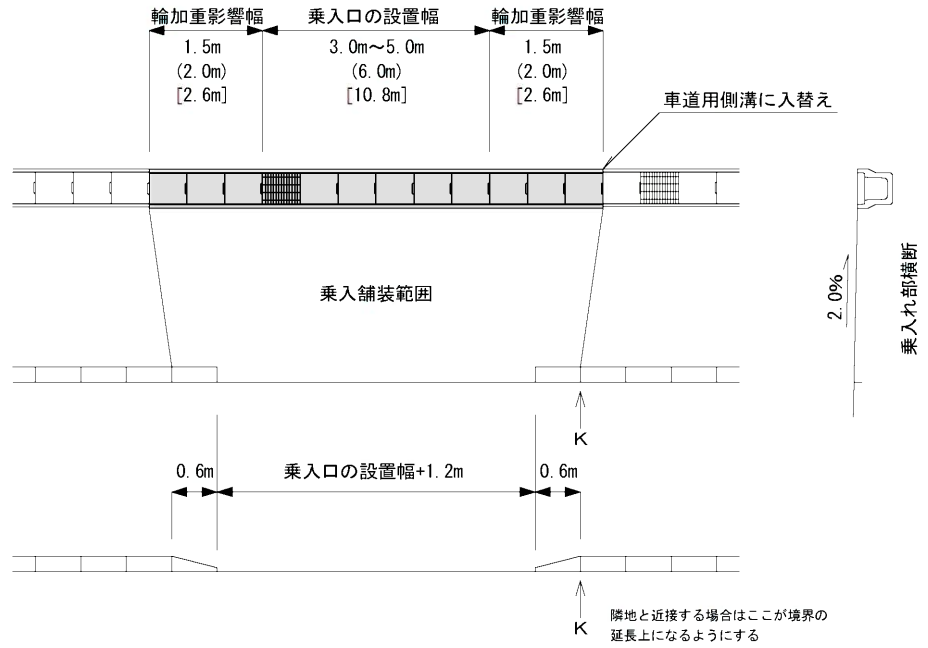 輪加重影響幅
乗入口の設置幅
輪加重影響幅
1.5m
3.0m～5.0m
1.5m
(2.0m)
(6.0m)
(2.0m)
[2.6m]
[10.8m]
[2.6m]
車道用側溝に入替え
乗入舗装範囲
2.0%
乗入れ部横断
K
0.6m
乗入口の設置幅+1.2m
0.6m
K
隣地と近接する場合はここが境界の
延長上になるようにする